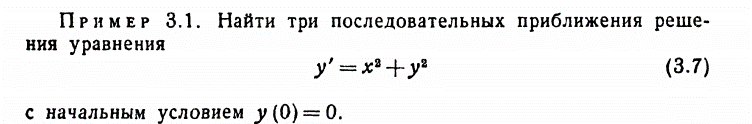 Пример 3.1. Найти три последовательных приближения реше-
ния уравнения
y′ = x² + y² (3.7)
с начальным условием y (0) = 0.